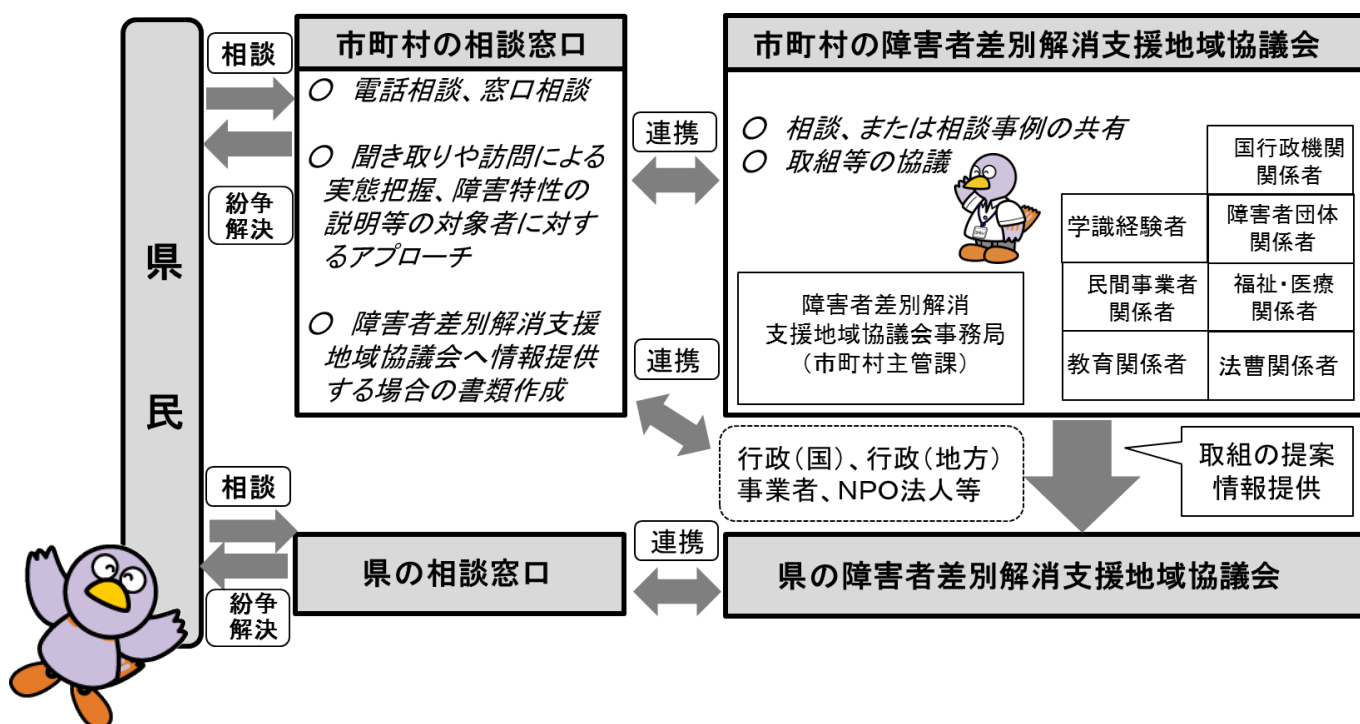 県
民
相談
紛争
解決
市町村の相談窓口
○ 電話相談、窓口相談
○ 聞き取りや訪問による
実態把握、障害特性の
説明等の対象者に対す
るアプローチ
○ 障害者差別解消支援
地域協議会へ情報提供
する場合の書類作成
連携
連携
市町村の障害者差別解消支援地域協議会
○ 相談、または相談事例の共有
○ 取組等の協議
障害者差別解消
支援地域協議会事務局
(市町村主管課)
国行政機関
関係者
学識経験者
障害者団体
関係者
民間事業者
関係者
福祉・医療
関係者
教育関係者
法曹関係者
行政(国)、行政(地方)
事業者、NPO法人等
取組の提案
情報提供
相談
紛争
解決
県の相談窓口
連携
県の障害者差別解消支援地域協議会